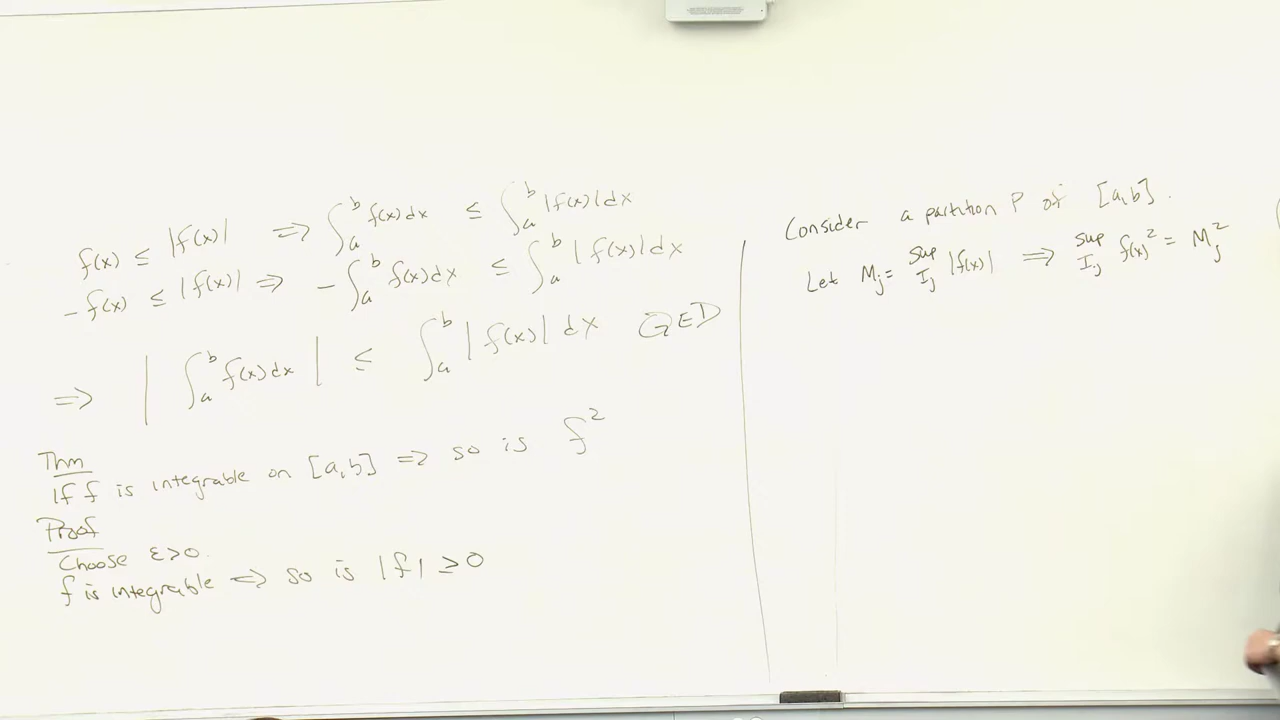 f(x) ≤ |f(x)| ⇒ ∫_a^b f(x)dx ≤ ∫_a^b |f(x)|dx
-f(x) ≤ |f(x)| ⇒ -∫_a^b f(x)dx ≤ ∫_a^b |f(x)|dx
⇒ |∫_a^b f(x)dx| ≤ ∫_a^b |f(x)| dx QED
Thm
If f is integrable on [a,b] ⇒ so is f²
Proof
Choose ε>0.
f is integrable ⇒ so is |f| ≥0
Consider a partition P of [a,b].
Let M_j = sup_{I_j} |f(x)| ⇒ sup_{I_j} f(x)² = M_j²